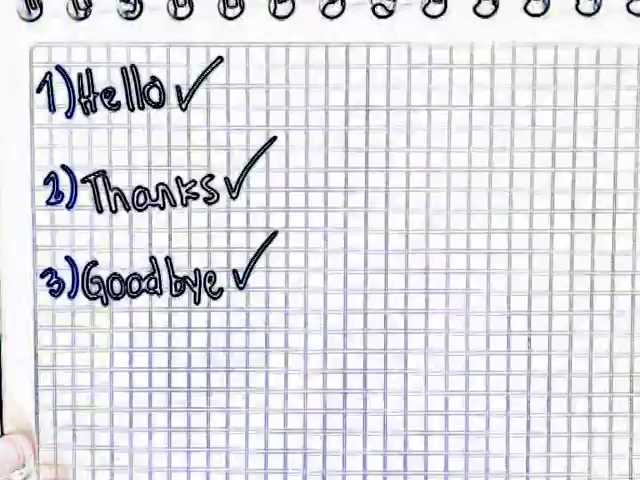 1) Hello ✓
2) Thanks ✓
3) Goodbye ✓